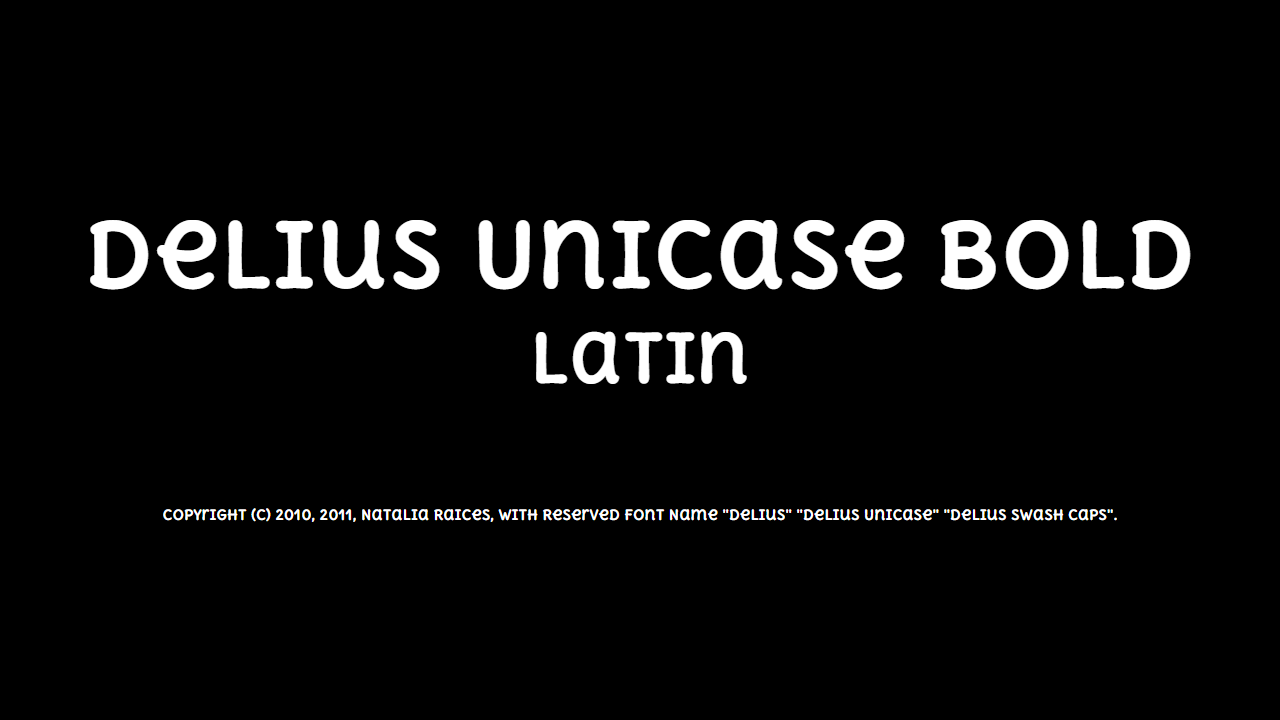 Delius Unicase Bold
Latin
Copyright (c) 2010, 2011, Natalia Raices, with Reserved Font Name "Delius" "Delius Unicase" "Delius Swash Caps".